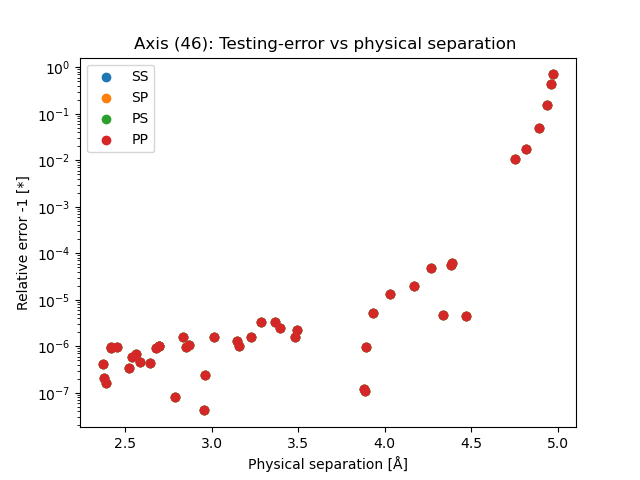 Axis (46): Testing-error vs physical separation
SS
SP
PS
PP
Relative error -1 [*]
10⁰
10⁻¹
10⁻²
10⁻³
10⁻⁴
10⁻⁵
10⁻⁶
10⁻⁷
2.5 3.0 3.5 4.0 4.5 5.0
Physical separation [Å]